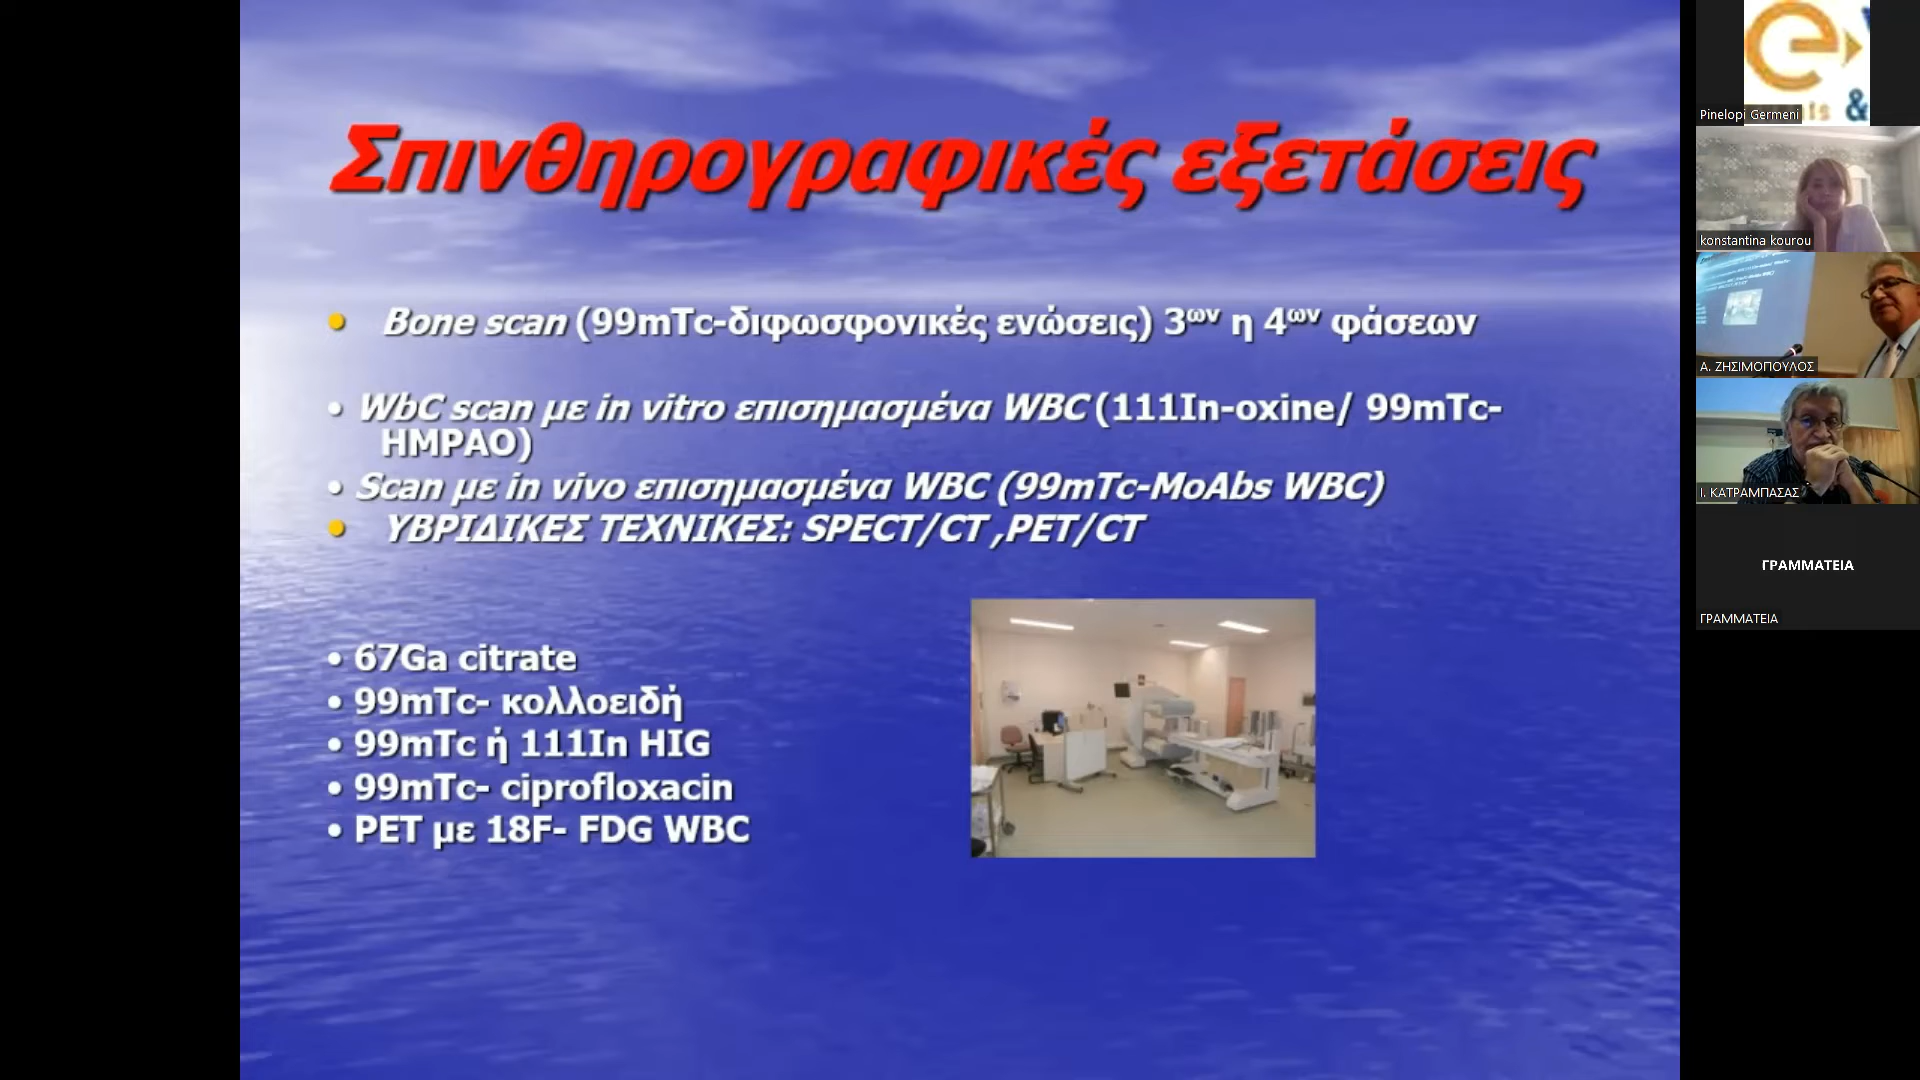 Σπινθηρογραφικές εξετάσεις
• Bone scan (99mTc-διφωσφονικές ενώσεις) 3ων η 4ων φάσεων
• WbC scan με in vitro επισημασμένα WBC (111In-oxine/ 99mTc-
HMPAO)
• Scan με in vivo επισημασμένα WBC (99mTc-MoAbs WBC)
• ΥΒΡΙΔΙΚΕΣ ΤΕΧΝΙΚΕΣ: SPECT/CT ,PET/CT
• 67Ga citrate
• 99mTc- κολλοειδή
• 99mTc ή 111In HIG
• 99mTc- ciprofloxacin
• PET με 18F- FDG WBC
Pinelopi Germeni
konstantina kourou
Α. ΖΗΣΙΜΟΠΟΥΛΟΣ
Ι. ΚΑΤΡΑΜΠΑΣΑΣ
ΓΡΑΜΜΑΤΕΙΑ
ΓΡΑΜΜΑΤΕΙΑ